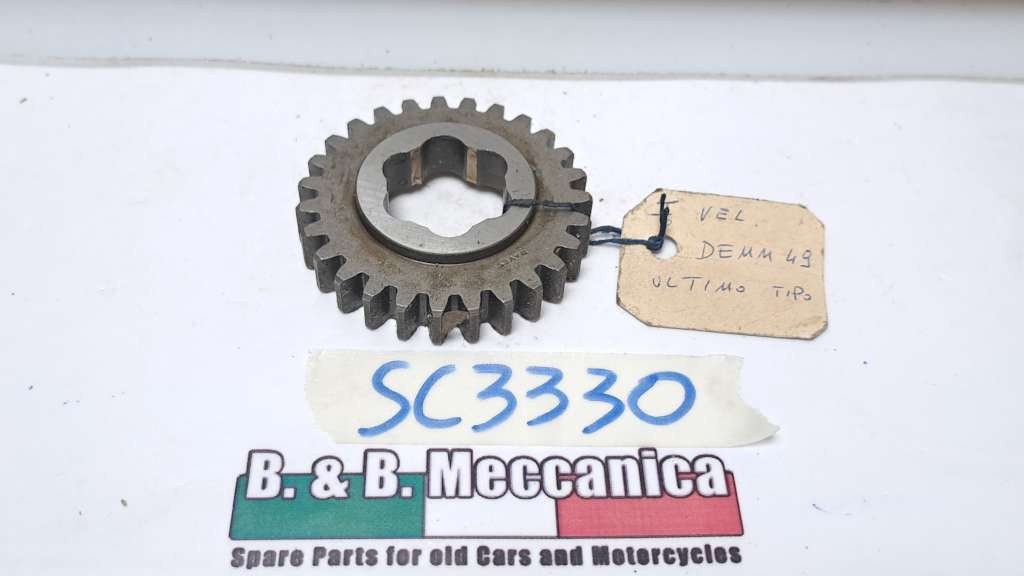 VEL.
DEMM 49
ULTIMO TIPO
SC3330
B. & B. Meccanica
Spare Parts for old Cars and Motorcycles